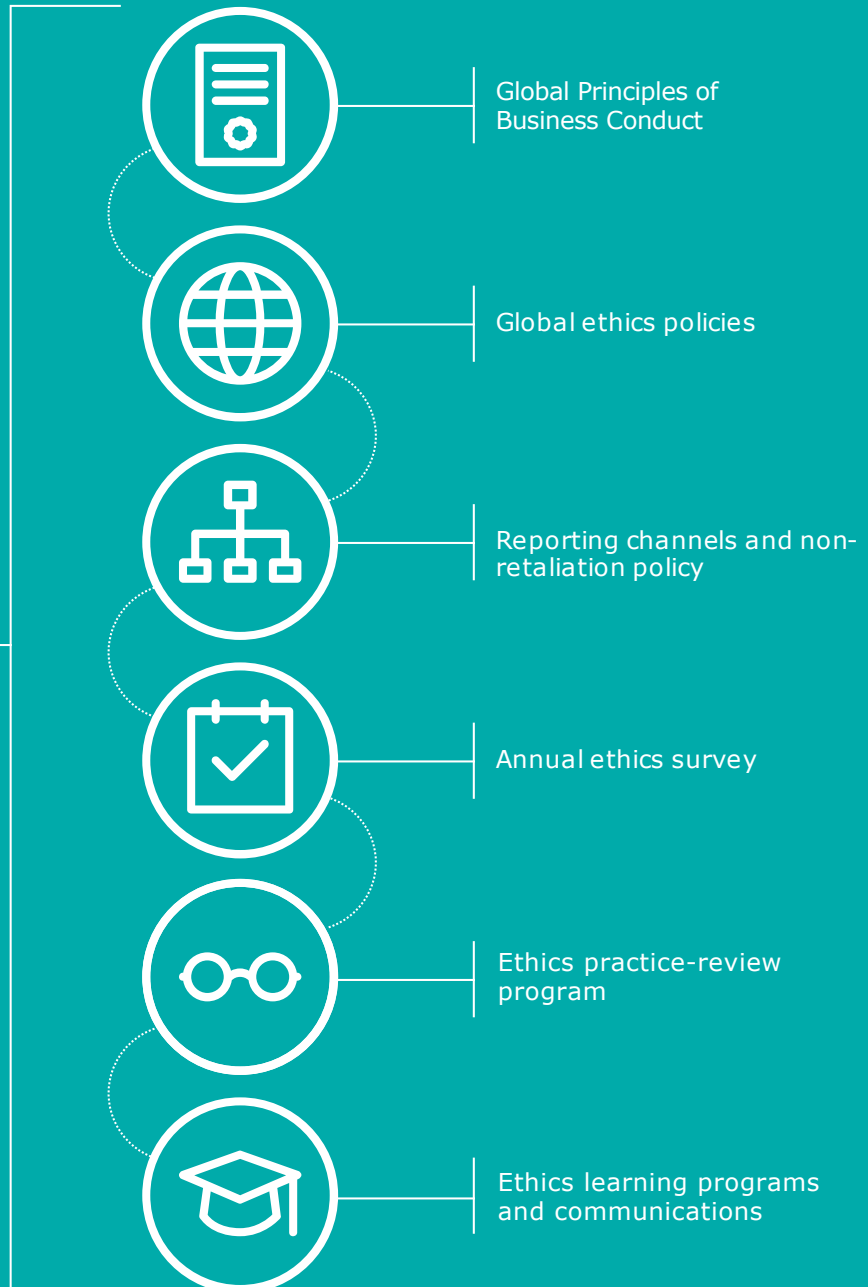 Global Principles of
Business Conduct
Global ethics policies
Reporting channels and non-
retaliation policy
Annual ethics survey
Ethics practice-review
program
Ethics learning programs
and communications